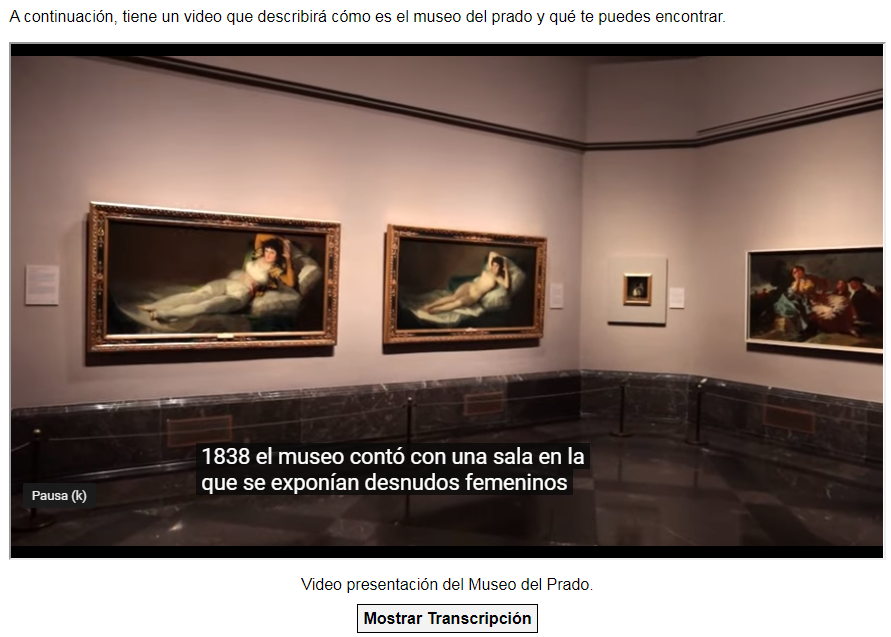 A continuación, tiene un video que describirá cómo es el museo del prado y qué te puedes encontrar.
1838 el museo contó con una sala en la
que se exponían desnudos femeninos
Pausa (k)
Video presentación del Museo del Prado.
Mostrar Transcripción